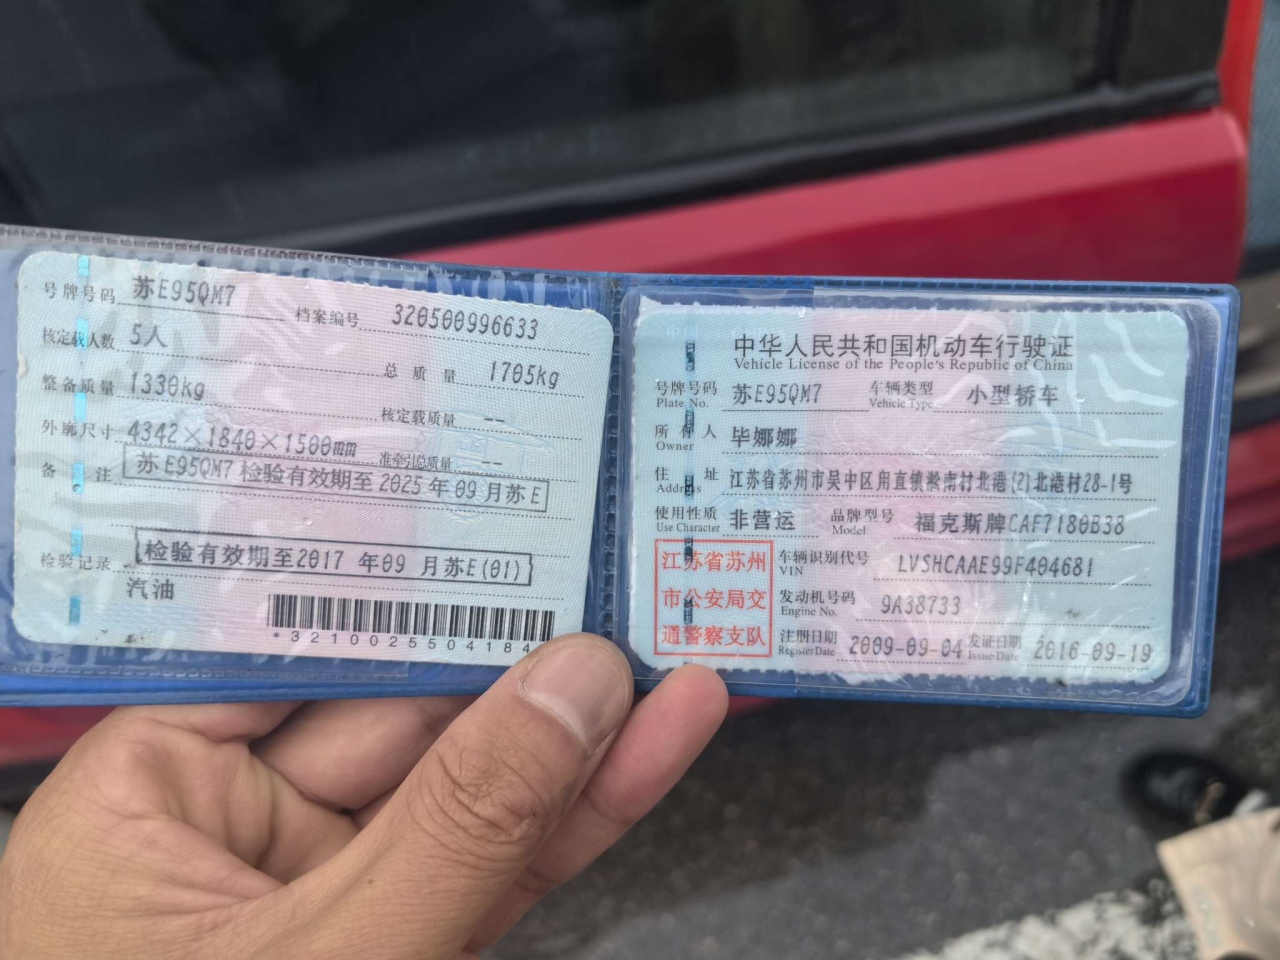 号牌号码 苏E95QM7 档案编号 320500996633
核定载人数 5人 总质量 1705kg
整备质量 1330kg 核定载质量 --
外廓尺寸 4342×1840×1500mm 准牵引总质量 --
备注 苏E95QM7 检验有效期至 2025 年 09 月苏E
检验记录 检验有效期至2017 年09 月苏E(01)
汽油
*3210025504184
中华人民共和国机动车行驶证
Vehicle License of the People's Republic of China
号牌号码 苏E95QM7 车辆类型 小型轿车
Plate No. Vehicle Type
所有人 毕娜娜
Owner
住址 江苏省苏州市吴中区甪直镇瀚南村北港(2)北港村28-1号
Address
使用性质 非营运 品牌型号 福克斯牌CAF7180B38
Use Character Model
江苏省苏州
市公安局交
通警察支队
车辆识别代号 LVSHCAAE99F404681
VIN
发动机号码 9A38733
Engine No.
注册日期 2009-09-04 发证日期 2016-09-19
Register Date Issue Date